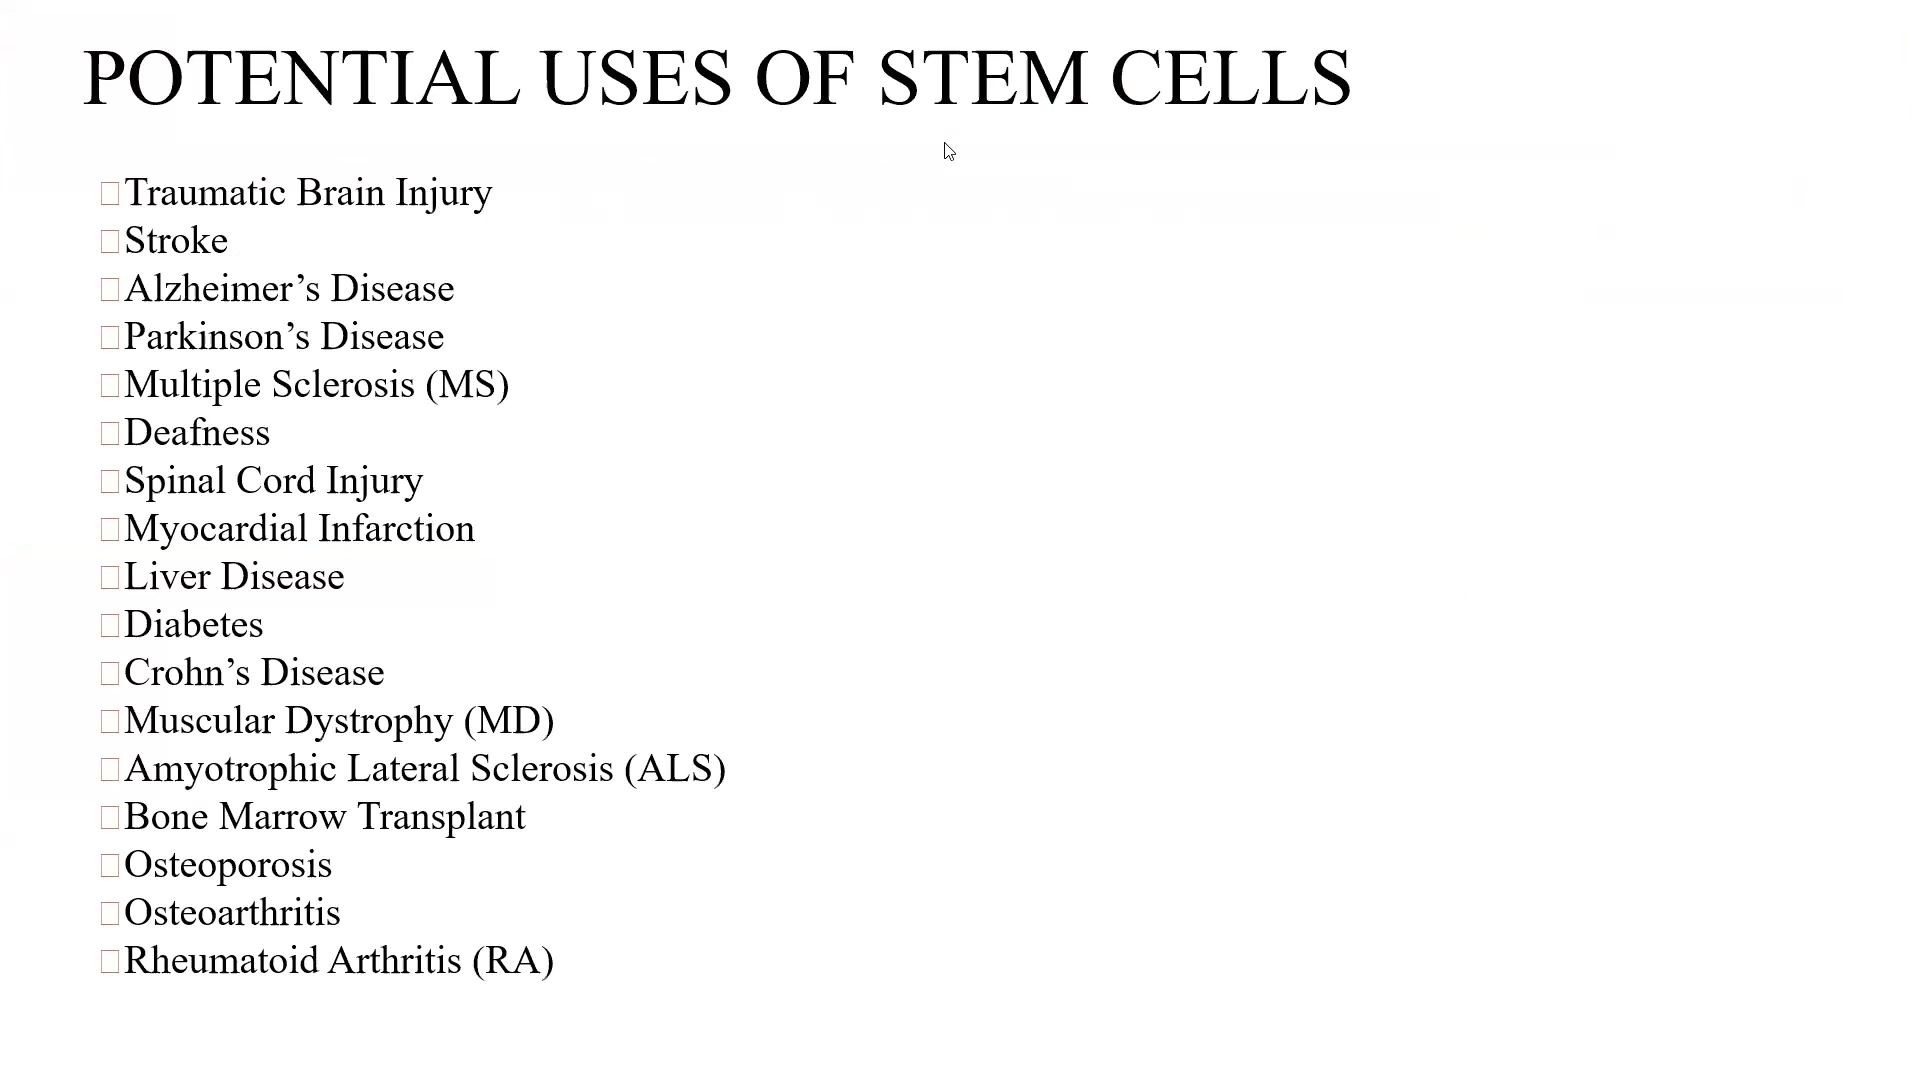 POTENTIAL USES OF STEM CELLS
Traumatic Brain Injury
Stroke
Alzheimer’s Disease
Parkinson’s Disease
Multiple Sclerosis (MS)
Deafness
Spinal Cord Injury
Myocardial Infarction
Liver Disease
Diabetes
Crohn’s Disease
Muscular Dystrophy (MD)
Amyotrophic Lateral Sclerosis (ALS)
Bone Marrow Transplant
Osteoporosis
Osteoarthritis
Rheumatoid Arthritis (RA)